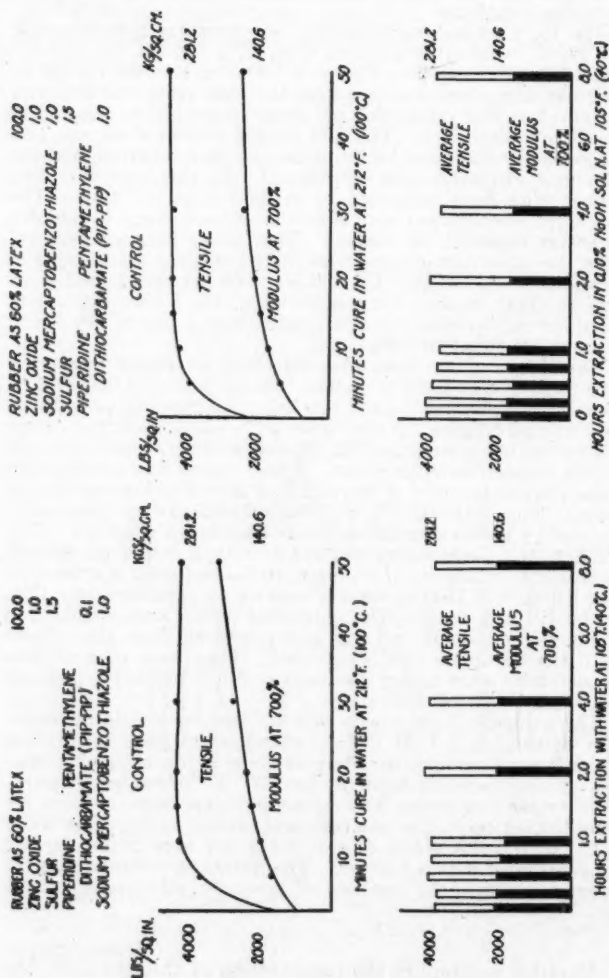 RUBBER AS 60% LATEX 100.0
ZINC OXIDE 1.0
SULFUR 1.5
PIPERIDINE PENTAMETHYLENE
DITHIOCARBAMATE (PIP-PIP) 0.1
SODIUM MERCAPTOBENZOTHIAZOLE 1.0
LBS/SQ.IN.
KGS/SQ.CM.
CONTROL
4000
281.2
TENSILE
2000
140.6
MODULUS AT 700%
10 20 50 40 50
MINUTES CURE IN WATER AT 212°F. (100°C.)
4000
281.2
AVERAGE
TENSILE
2000
140.6
AVERAGE
MODULUS
AT
700%
1.0 2.0 4.0 6.0 8.0
HOURS EXTRACTION WITH WATER AT 105°F. (40°C.)
RUBBER AS 60% LATEX 100.0
ZINC OXIDE 1.0
SODIUM MERCAPTOBENZOTHIAZOLE 1.0
SULFUR 1.5
PIPERIDINE PENTAMETHYLENE
DITHIOCARBAMATE (PIP-PIP) 1.0
LBS/SQ.IN
KG/SQ.CM.
CONTROL
4000
281.2
TENSILE
2000
140.6
MODULUS AT 700%
10 20 30 40 50
MINUTES CURE IN WATER AT 212°F. (100°C)
4000
281.2
AVERAGE
TENSILE
2000
140.6
AVERAGE
MODULUS
AT
700%
0 1.0 2.0 4.0 6.0 8.0
HOURS EXTRACTION IN 4.0% NaOH SOL'N. AT 105°F. (40°C)